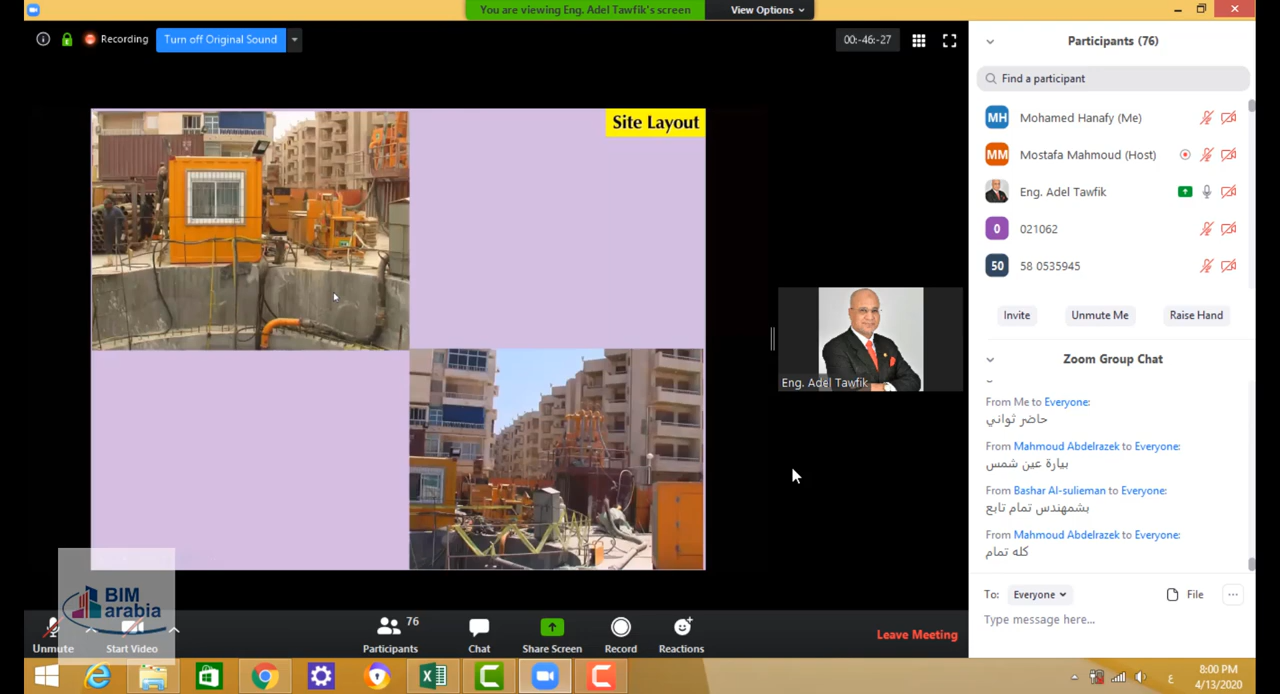 You are viewing Eng. Adel Tawfik's screen
View Options
Recording
Turn off Original Sound
00:-46:-27
Site Layout
Eng. Adel Tawfik
Participants (76)
Find a participant
MH Mohamed Hanafy (Me)
MM Mostafa Mahmoud (Host)
Eng. Adel Tawfik
0 021062
50 58 0535945
Invite
Unmute Me
Raise Hand
Zoom Group Chat
From Me to Everyone:
حاضر ثواني
From Mahmoud Abdelrazek to Everyone:
بيارة عين شمس
From Bashar Al-sulieman to Everyone:
بشمهندس تمام تابع
From Mahmoud Abdelrazek to Everyone:
كله تمام
To: Everyone
File
Type message here...
BIM
arabia
Unmute
Start Video
Participants
76
Chat
Share Screen
Record
Reactions
Leave Meeting
ع
8:00 PM
4/13/2020